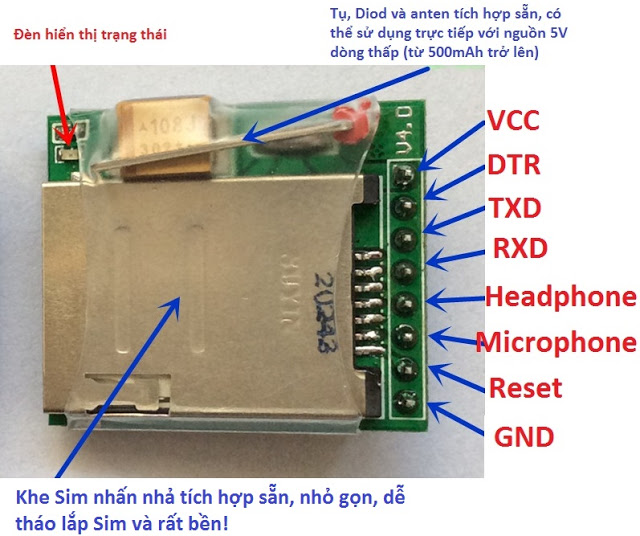 Đèn hiển thị trạng thái
Tụ, Diod và anten tích hợp sẵn, có
thể sử dụng trực tiếp với nguồn 5V
dòng thấp (từ 500mAh trở lên)
108J
V4.0
VCC
DTR
TXD
RXD
Headphone
Microphone
Reset
GND
2U243
Khe Sim nhấn nhả tích hợp sẵn, nhỏ gọn, dễ
tháo lắp Sim và rất bền!